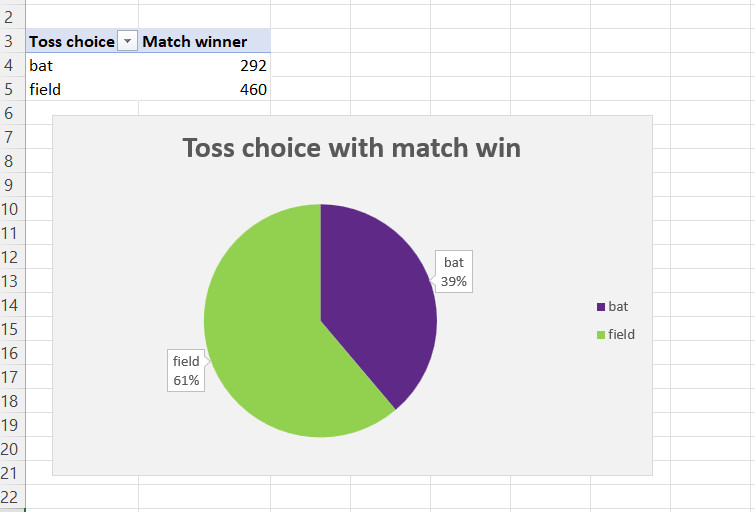 2
3 Toss choice Match winner
4 bat 292
5 field 460
6
7 Toss choice with match win
8
9
10
11
12 bat
13 39%
14 bat
15 field
16 field
17 61%
18
19
20
21
22